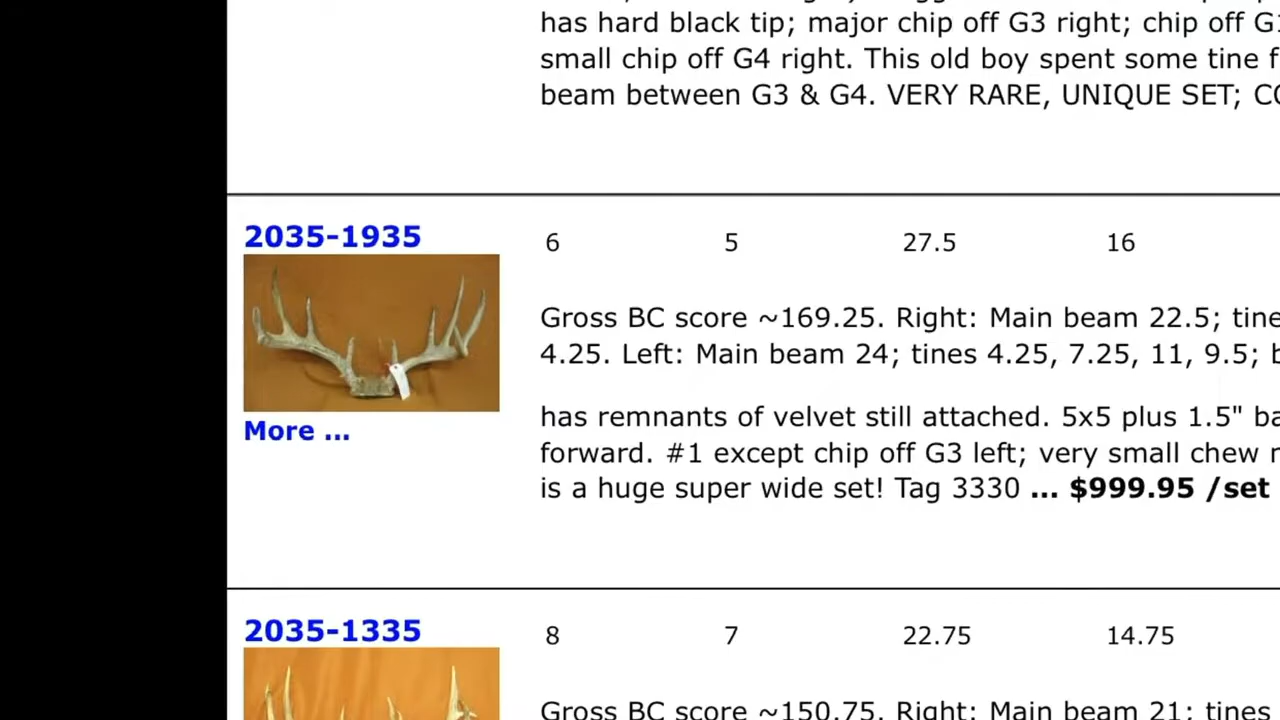 has hard black tip; major chip off G3 right; chip off
small chip off G4 right. This old boy spent some tine
beam between G3 & G4. VERY RARE, UNIQUE SET;
2035-1935 6 5 27.5 16
Gross BC score ~169.25. Right: Main beam 22.5; tine
4.25. Left: Main beam 24; tines 4.25, 7.25, 11, 9.5;
More ...
has remnants of velvet still attached. 5x5 plus 1.5"
forward. #1 except chip off G3 left; very small chew
is a huge super wide set! Tag 3330 ... $999.95 /set
2035-1335 8 7 22.75 14.75
Gross BC score ~150.75. Right: Main beam 21; tines